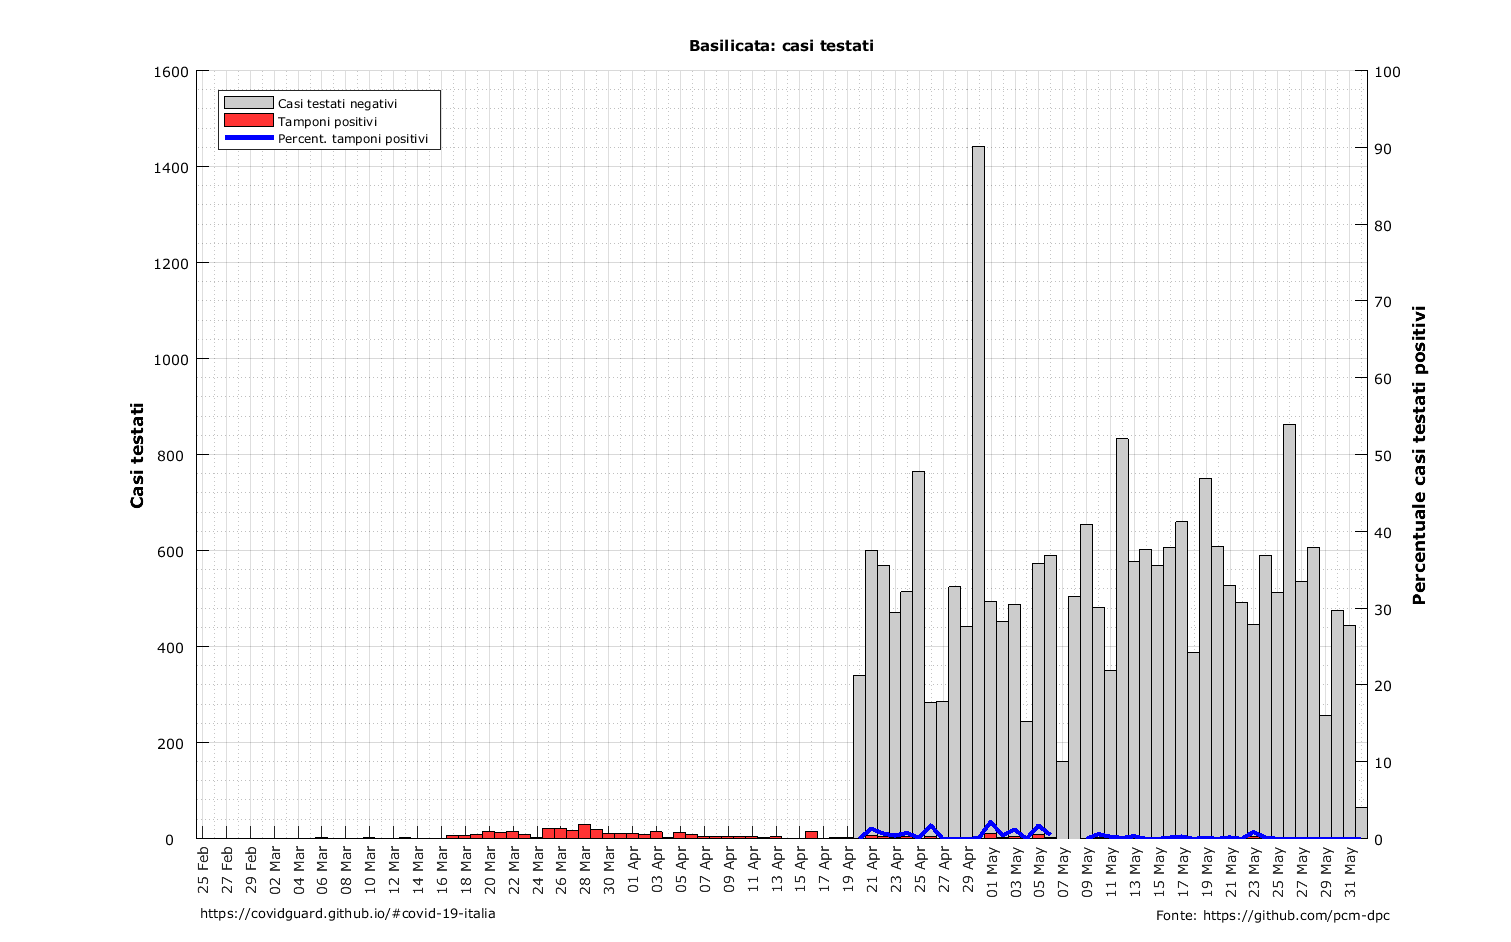 Basilicata: casi testati
1600
1400
1200
1000
800
600
400
200
0
100
90
80
70
60
50
40
30
20
10
0
Casi testati negativi
Tamponi positivi
Percent. tamponi positivi
Casi testati
Percentuale casi testati positivi
25 Feb
27 Feb
29 Feb
02 Mar
04 Mar
06 Mar
08 Mar
10 Mar
12 Mar
14 Mar
16 Mar
18 Mar
20 Mar
22 Mar
24 Mar
26 Mar
28 Mar
30 Mar
01 Apr
03 Apr
05 Apr
07 Apr
09 Apr
11 Apr
13 Apr
15 Apr
17 Apr
19 Apr
21 Apr
23 Apr
25 Apr
27 Apr
29 Apr
01 May
03 May
05 May
07 May
09 May
11 May
13 May
15 May
17 May
19 May
21 May
23 May
25 May
27 May
29 May
31 May
https://covidguard.github.io/#covid-19-italia
Fonte: https://github.com/pcm-dpc